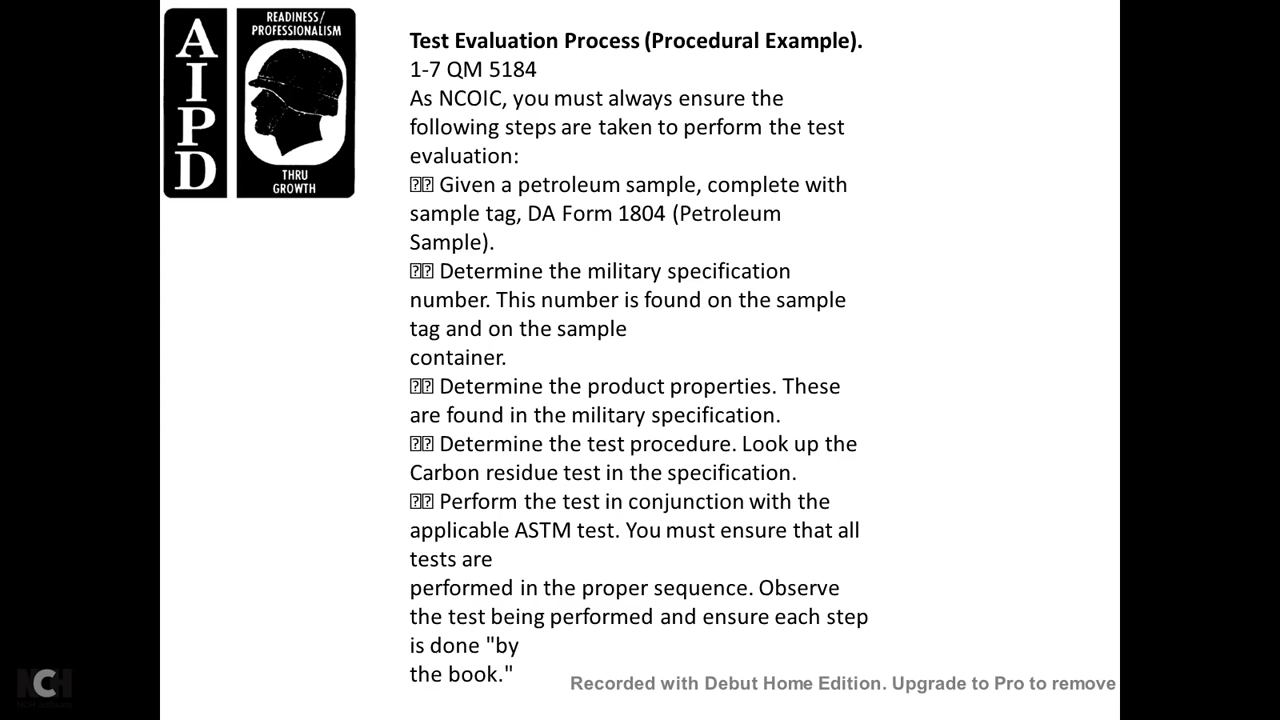 A
I
P
D
READINESS/
PROFESSIONALISM
THRU
GROWTH
Test Evaluation Process (Procedural Example).
1-7 QM 5184
As NCOIC, you must always ensure the
following steps are taken to perform the test
evaluation:
⍰⍰ Given a petroleum sample, complete with
sample tag, DA Form 1804 (Petroleum
Sample).
⍰⍰ Determine the military specification
number. This number is found on the sample
tag and on the sample
container.
⍰⍰ Determine the product properties. These
are found in the military specification.
⍰⍰ Determine the test procedure. Look up the
Carbon residue test in the specification.
⍰⍰ Perform the test in conjunction with the
applicable ASTM test. You must ensure that all
tests are
performed in the proper sequence. Observe
the test being performed and ensure each step
is done "by
the book."
NCH
Recorded with Debut Home Edition. Upgrade to Pro to remove